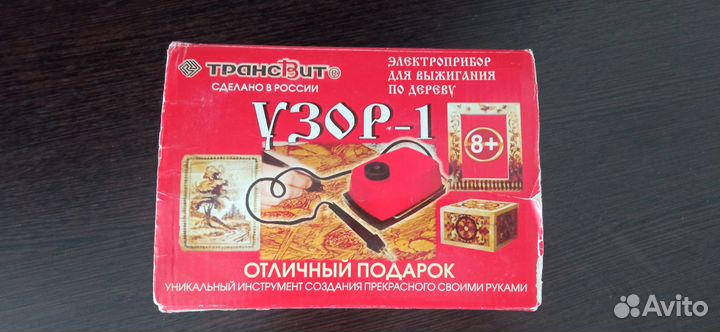 ТРАНСВИТ®
СДЕЛАНО В РОССИИ
ЭЛЕКТРОПРИБОР
ДЛЯ ВЫЖИГАНИЯ
ПО ДЕРЕВУ
УЗОР-1
8+
ОТЛИЧНЫЙ ПОДАРОК
УНИКАЛЬНЫЙ ИНСТРУМЕНТ СОЗДАНИЯ ПРЕКРАСНОГО СВОИМИ РУКАМИ
Avito